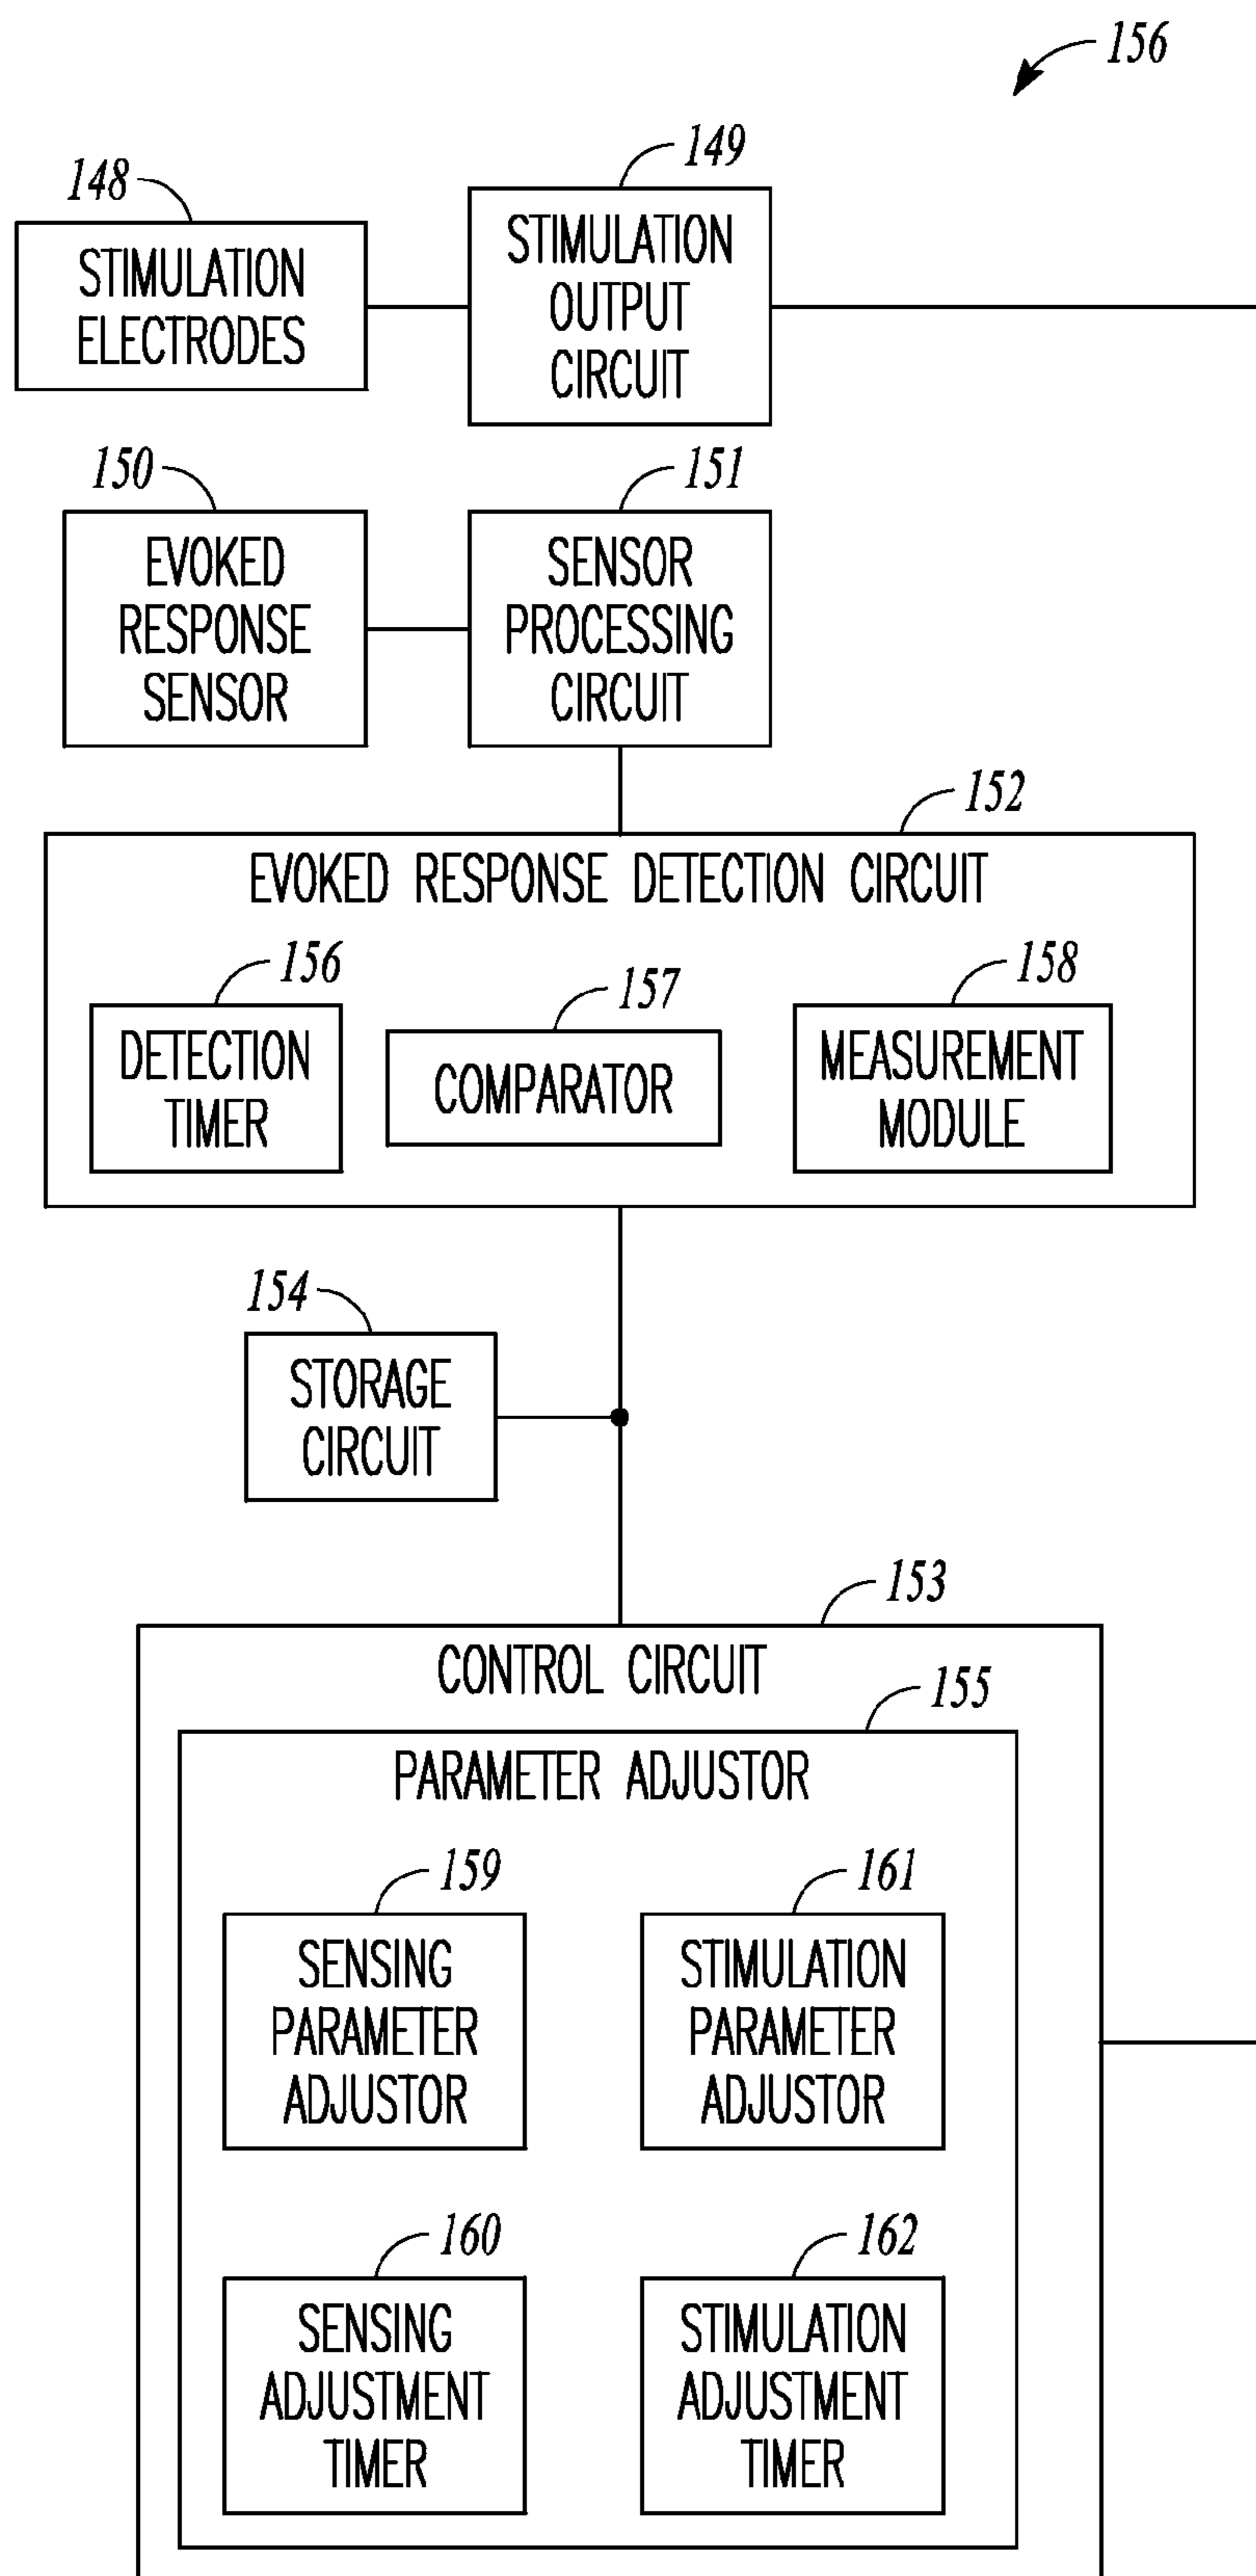 156
148
STIMULATION
ELECTRODES
149
STIMULATION
OUTPUT
CIRCUIT
150
EVOKED
RESPONSE
SENSOR
151
SENSOR
PROCESSING
CIRCUIT
152
EVOKED RESPONSE DETECTION CIRCUIT
156
DETECTION
TIMER
157
COMPARATOR
158
MEASUREMENT
MODULE
154
STORAGE
CIRCUIT
153
CONTROL CIRCUIT
155
PARAMETER ADJUSTOR
159
SENSING
PARAMETER
ADJUSTOR
161
STIMULATION
PARAMETER
ADJUSTOR
160
SENSING
ADJUSTMENT
TIMER
162
STIMULATION
ADJUSTMENT
TIMER